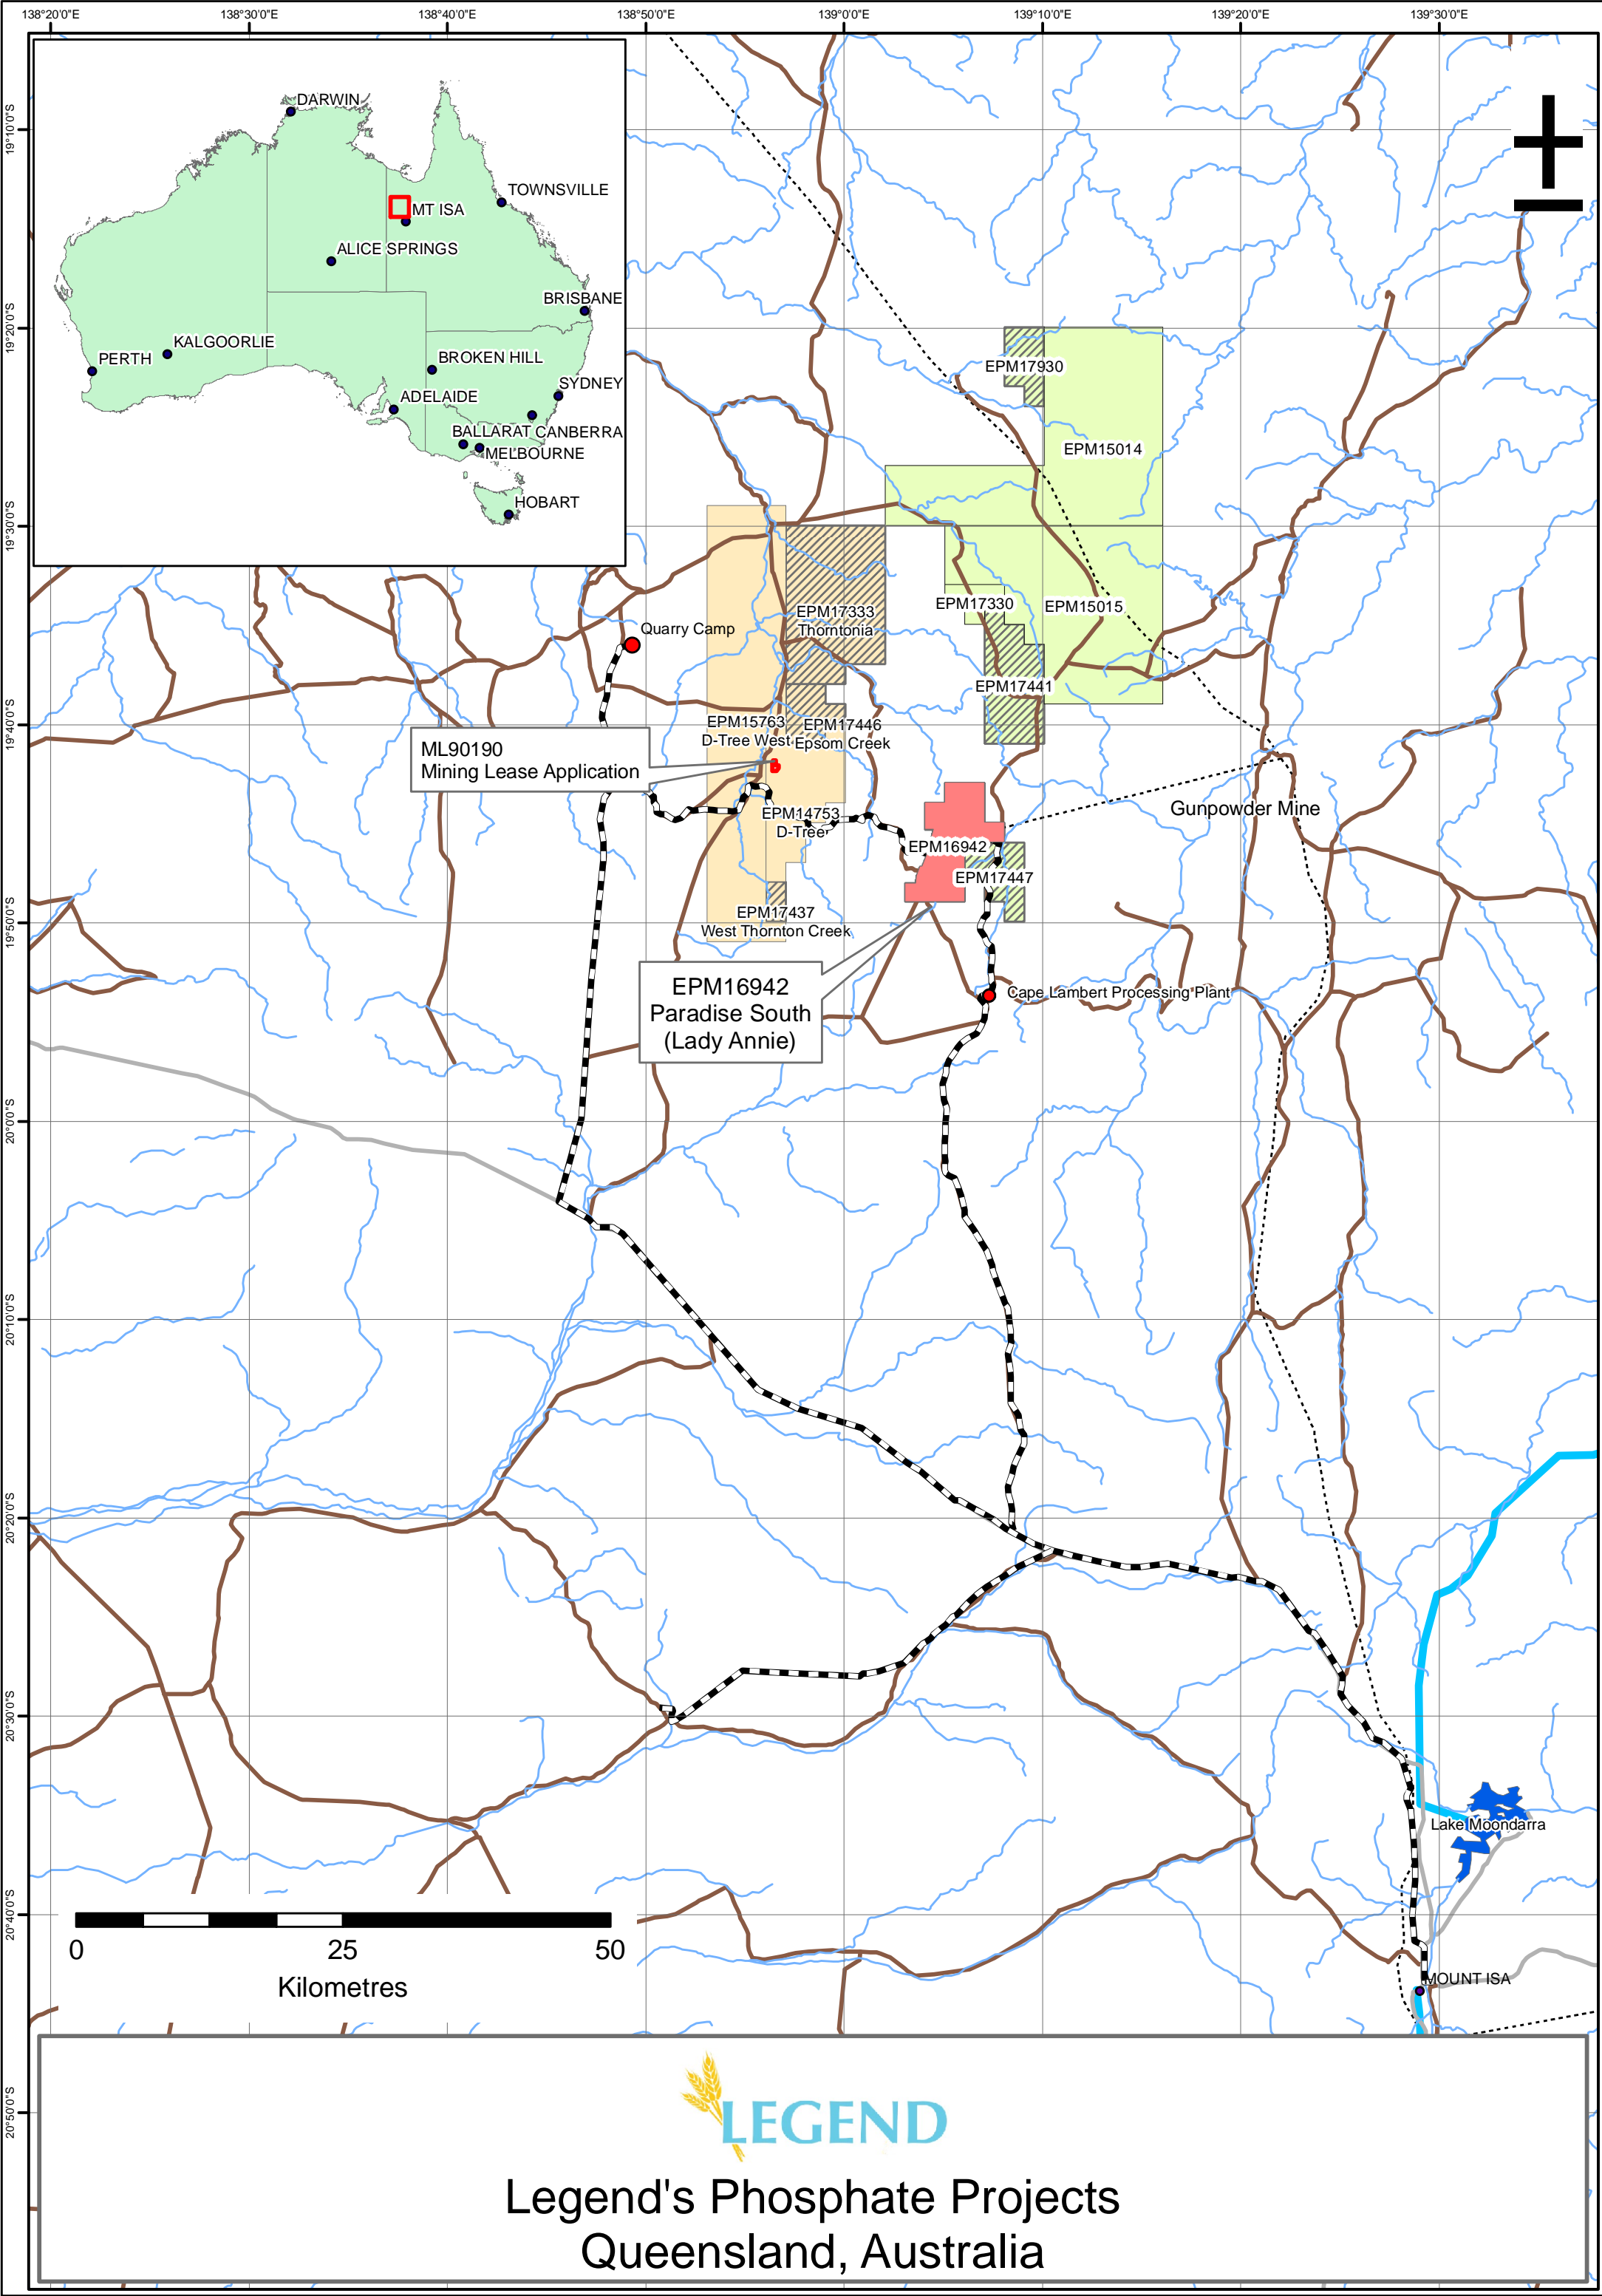 138°20'0"E
138°30'0"E
138°40'0"E
138°50'0"E
139°0'0"E
139°10'0"E
139°20'0"E
139°30'0"E
19°10'0"S
19°20'0"S
19°30'0"S
19°40'0"S
19°50'0"S
20°0'0"S
20°10'0"S
20°20'0"S
20°30'0"S
20°40'0"S
20°50'0"S
DARWIN
TOWNSVILLE
MT ISA
ALICE SPRINGS
BRISBANE
KALGOORLIE
PERTH
BROKEN HILL
SYDNEY
ADELAIDE
BALLARAT
CANBERRA
MELBOURNE
HOBART
EPM17930
EPM15014
EPM17333
Thorntonia
EPM17330
EPM15015
Quarry Camp
EPM17441
EPM15763
D-Tree West
EPM17446
Epsom Creek
ML90190
Mining Lease Application
EPM14753
D-Tree
Gunpowder Mine
EPM16942
EPM17447
EPM17437
West Thornton Creek
EPM16942
Paradise South
(Lady Annie)
Cape Lambert Processing Plant
Lake Moondarra
MOUNT ISA
0
25
50
Kilometres
LEGEND
Legend's Phosphate Projects
Queensland, Australia